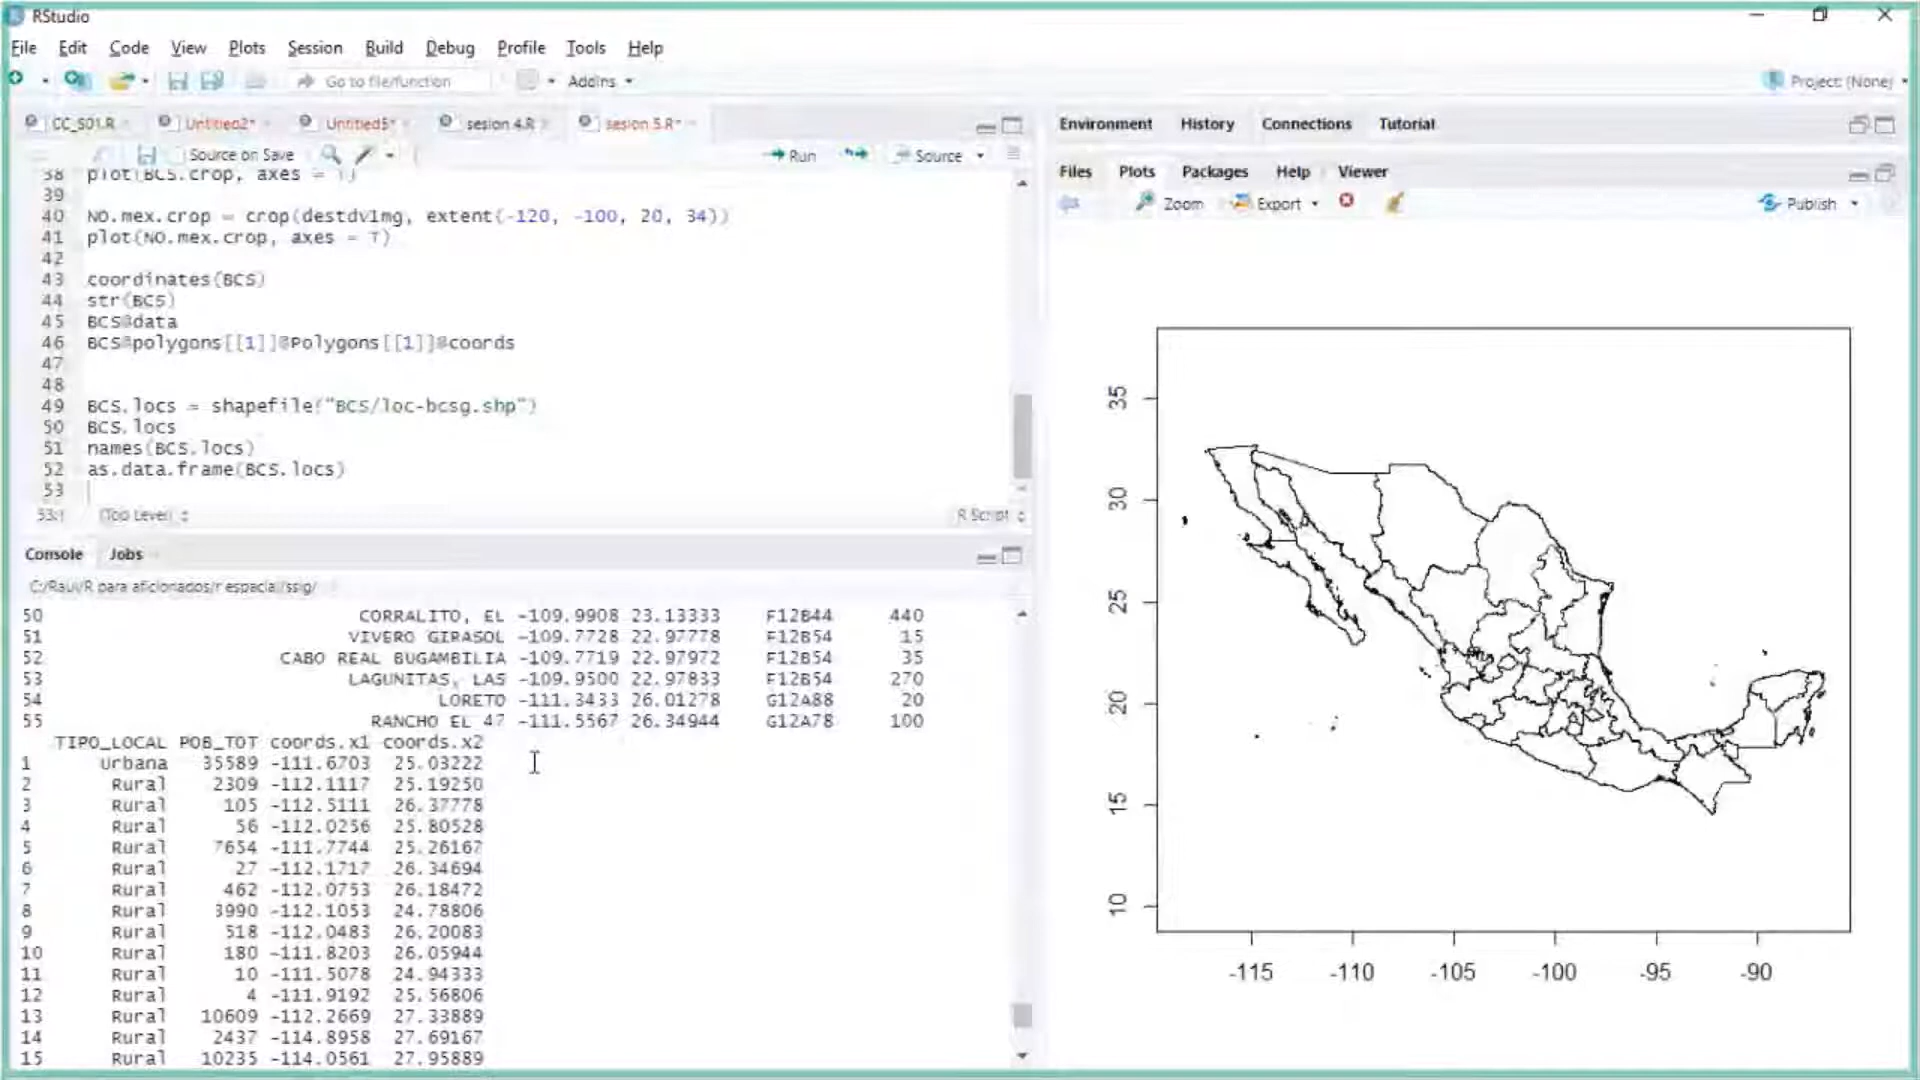 RStudio
File Edit Code View Plots Session Build Debug Profile Tools Help
Go to file/function Addins Project: (None)
CC_S01.R Untitled2* Untitled5* sesion 4.R sesion 5.R*
Source on Save Run Source
38 plot(BCS.crop, axes = T)
39
40 NO.mex.crop = crop(destdv1mg, extent(-120, -100, 20, 34))
41 plot(NO.mex.crop, axes = T)
42
43 coordinates(BCS)
44 str(BCS)
45 BCS@data
46 BCS@polygons[[1]]@Polygons[[1]]@coords
47
48
49 BCS.locs = shapefile("BCS/loc-bcsg.shp")
50 BCS.locs
51 names(BCS.locs)
52 as.data.frame(BCS.locs)
53
53:1 (Top Level) R Script
Console Jobs
C:/Raul/R para aficionados/r espacial/ssig/
50 CORRALITO, EL -109.9908 23.13333 F12B44 440
51 VIVERO GIRASOL -109.7728 22.97778 F12B54 15
52 CABO REAL BUGAMBILIA -109.7719 22.97972 F12B54 35
53 LAGUNITAS, LAS -109.9500 22.97833 F12B54 270
54 LORETO -111.3433 26.01278 G12A88 20
55 RANCHO EL 47 -111.5567 26.34944 G12A78 100
TIPO_LOCAL POB_TOT coords.x1 coords.x2
1 Urbana 35589 -111.6703 25.03222
2 Rural 2309 -112.1117 25.19250
3 Rural 105 -112.5111 26.37778
4 Rural 56 -112.0256 25.80528
5 Rural 7654 -111.7744 25.26167
6 Rural 27 -112.1717 26.34694
7 Rural 462 -112.0753 26.18472
8 Rural 3990 -112.1053 24.78806
9 Rural 518 -112.0483 26.20083
10 Rural 180 -111.8203 26.05944
11 Rural 10 -111.5078 24.94333
12 Rural 4 -111.9192 25.56806
13 Rural 10609 -112.2669 27.33889
14 Rural 2437 -114.8958 27.69167
15 Rural 10235 -114.0561 27.95889
Environment History Connections Tutorial
Files Plots Packages Help Viewer
Zoom Export Publish
35
30
25
20
15
10
-115 -110 -105 -100 -95 -90